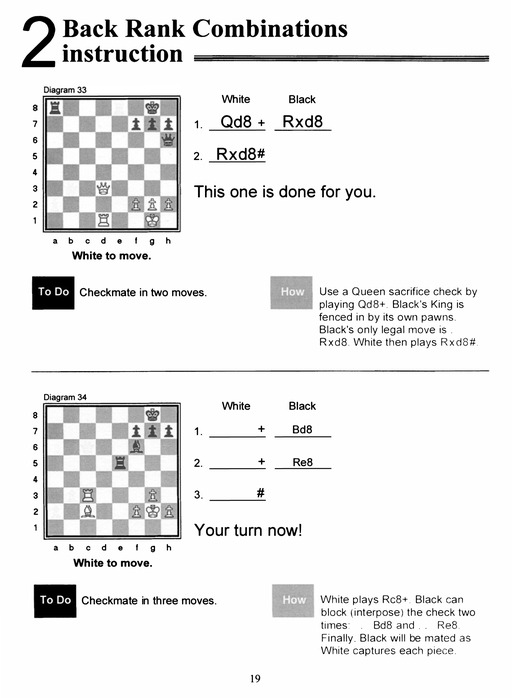 2 Back Rank Combinations
instruction
Diagram 33
8
7
6
5
4
3
2
1
a b c d e f g h
White to move.
White Black
1. Qd8 + Rxd8
2. Rxd8#
This one is done for you.
To Do Checkmate in two moves.
How Use a Queen sacrifice check by
playing Qd8+. Black's King is
fenced in by its own pawns.
Black's only legal move is .
Rxd8. White then plays Rxd8#.
Diagram 34
8
7
6
5
4
3
2
1
a b c d e f g h
White to move.
White Black
1. + Bd8
2. + Re8
3. #
Your turn now!
To Do Checkmate in three moves.
How White plays Rc8+. Black can
block (interpose) the check two
times: . Bd8 and . . Re8.
Finally. Black will be mated as
White captures each piece.
19